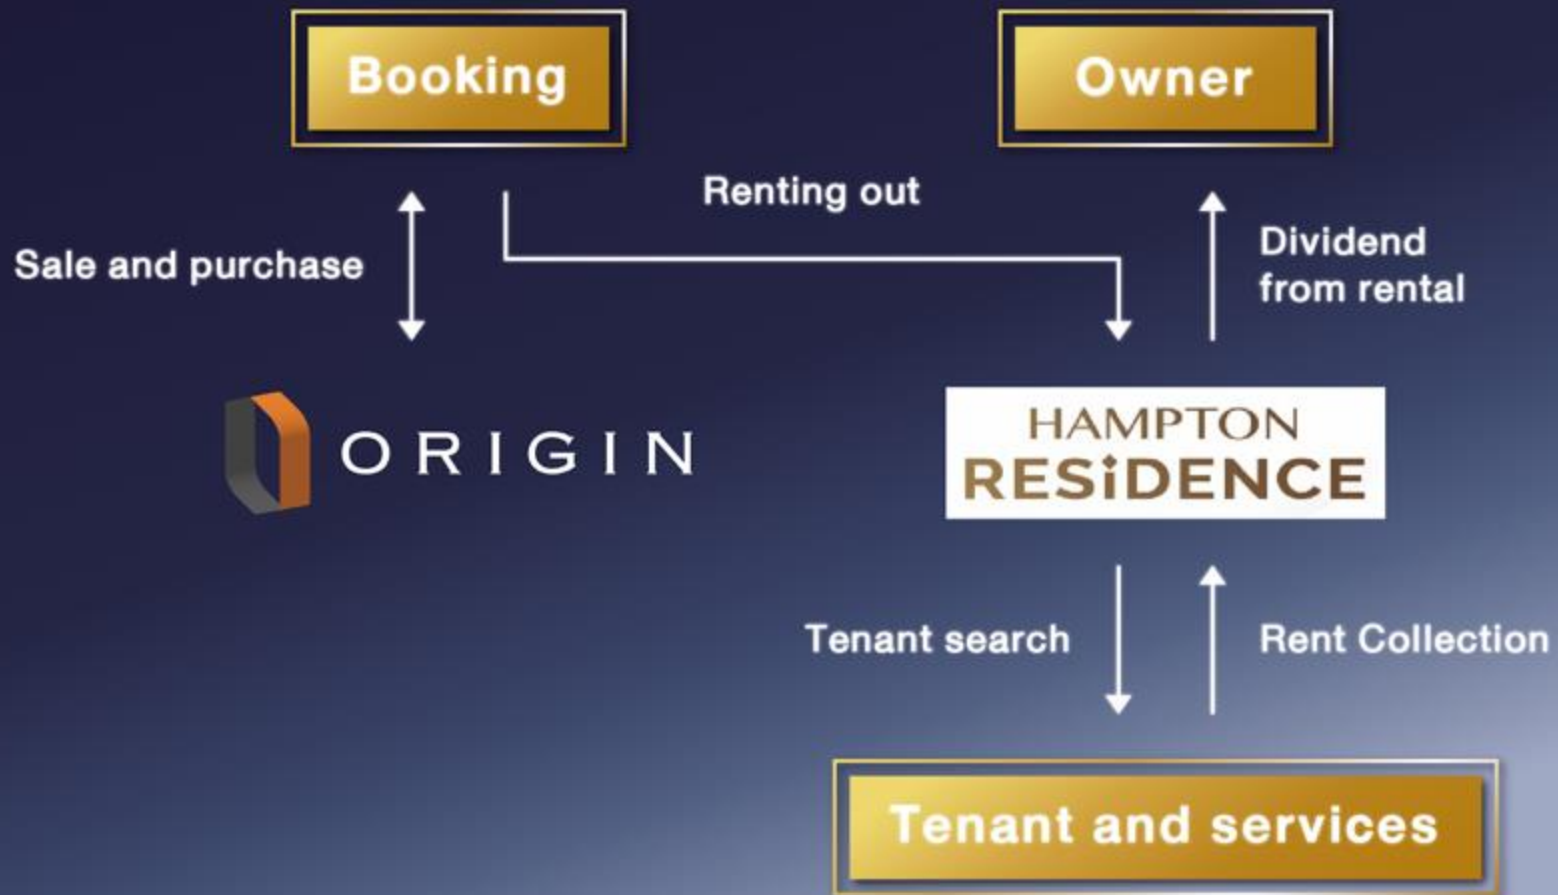 Booking
Owner
Renting out
Sale and purchase
Dividend
from rental
ORIGIN
HAMPTON
RESiDENCE
Tenant search
Rent Collection
Tenant and services